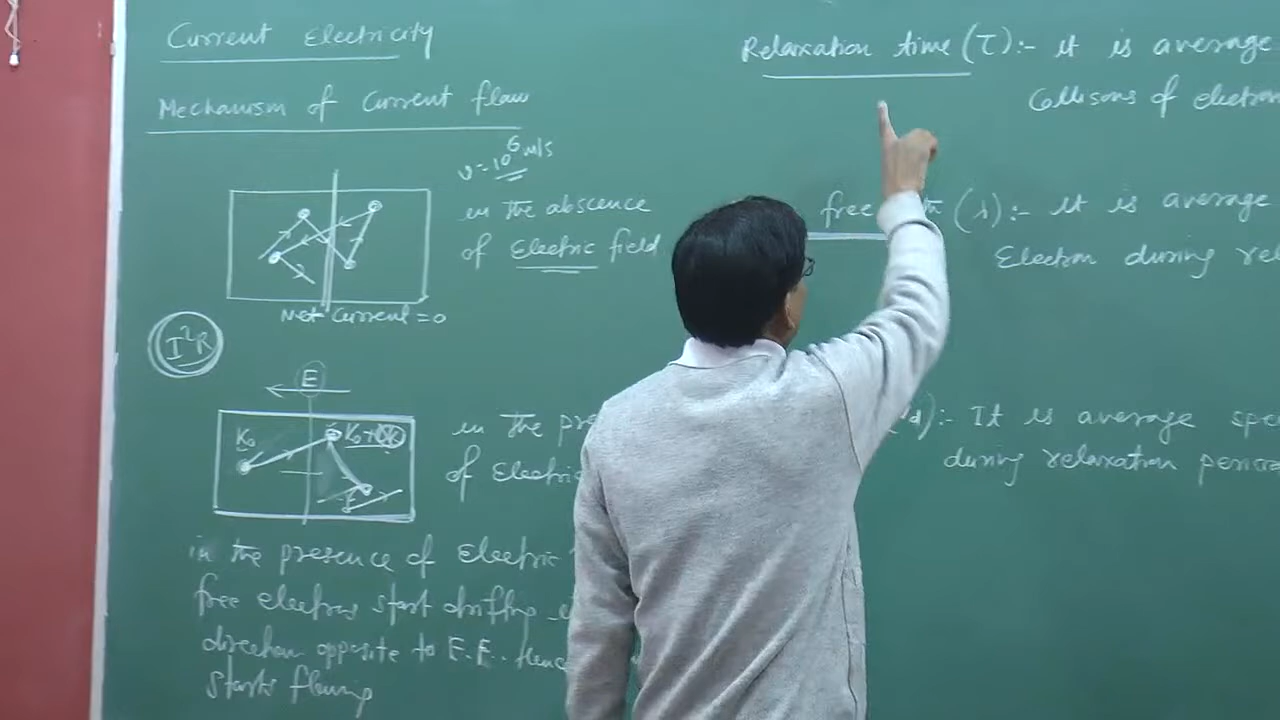 Current Electricity
Mechanism of Current flow
v~10⁶ m/s
in the abscence
of Electric field
Net Current = 0
I²R
E
K₀
K₀+
in the pre
of Electric
in the presence of Electric
free electrons start drifting
direction opposite to E.F. Hence
starts flowing
Relaxation time (τ):- it is average
Collisons of electron
free (λ):- it is average
Electron during rel
d):- It is average spe
during relaxation period